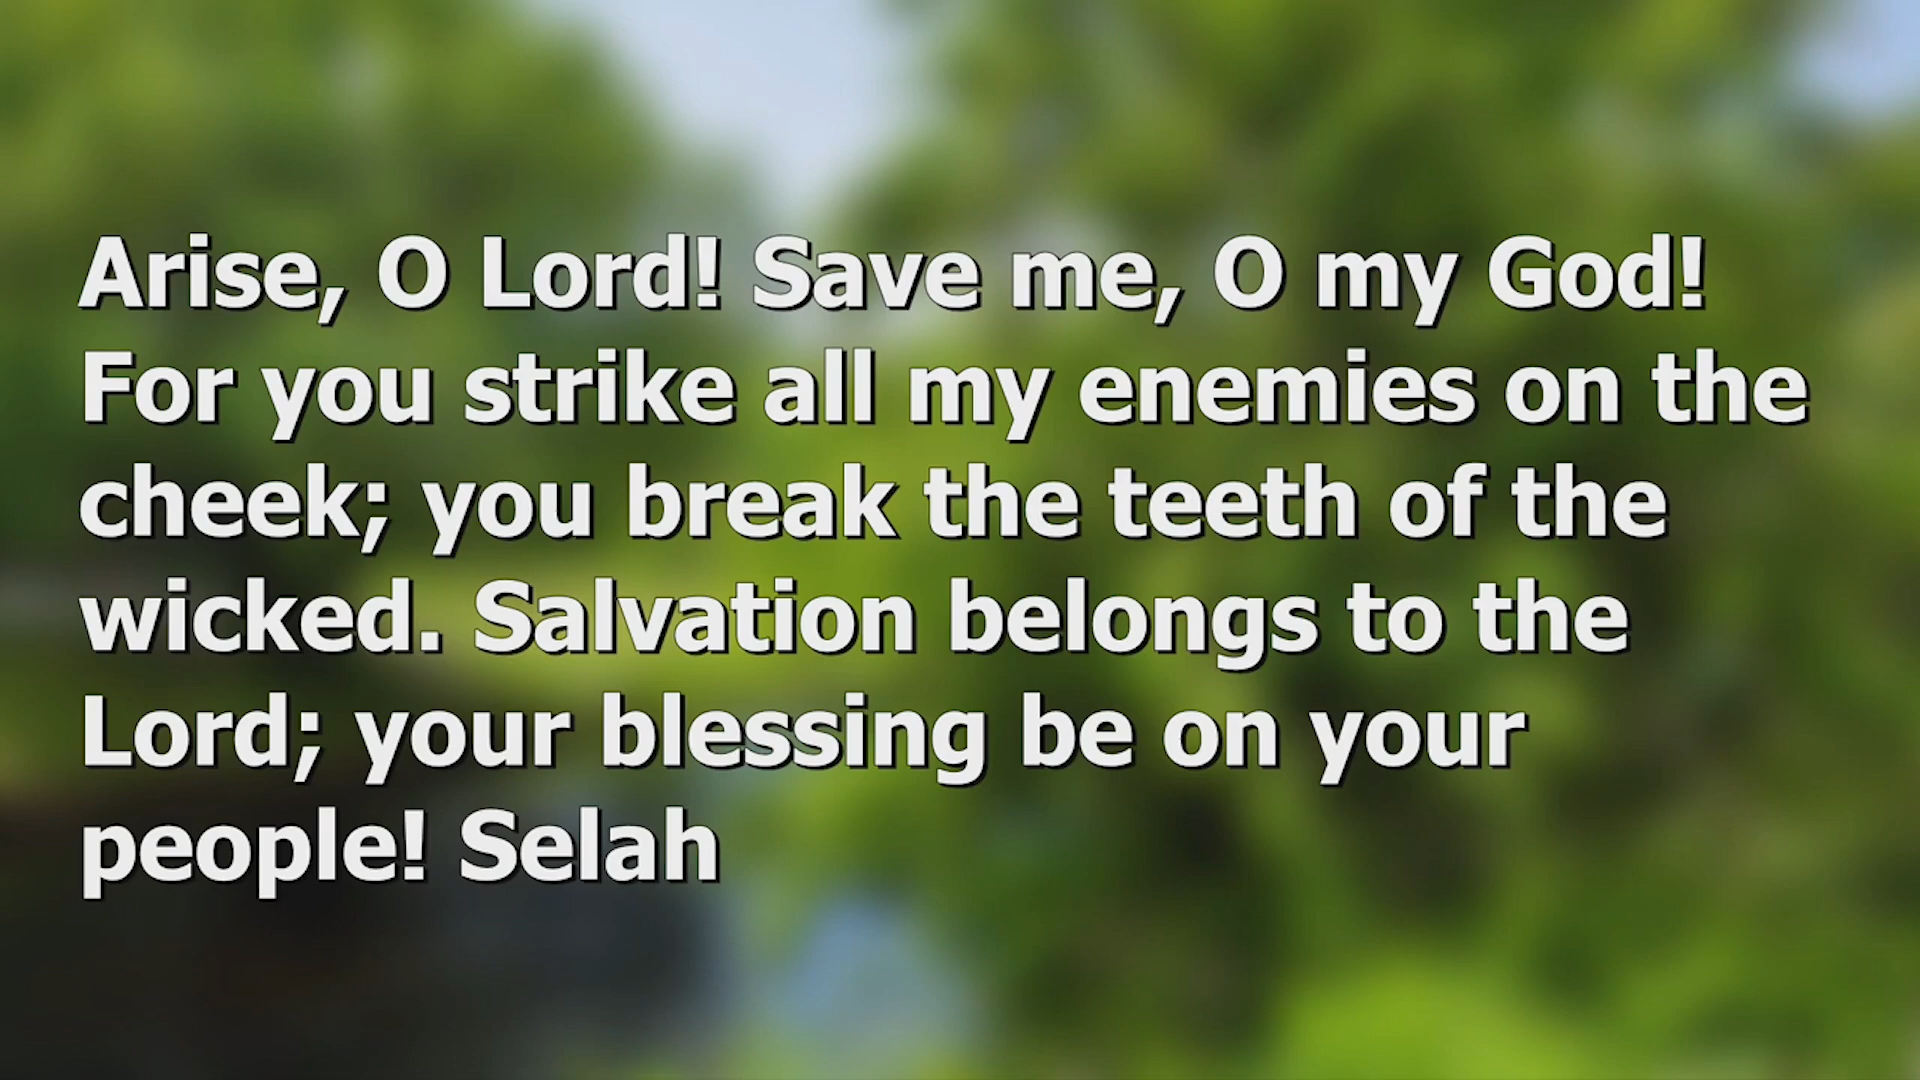 Arise, O Lord! Save me, O my God!
For you strike all my enemies on the
cheek; you break the teeth of the
wicked. Salvation belongs to the
Lord; your blessing be on your
people! Selah